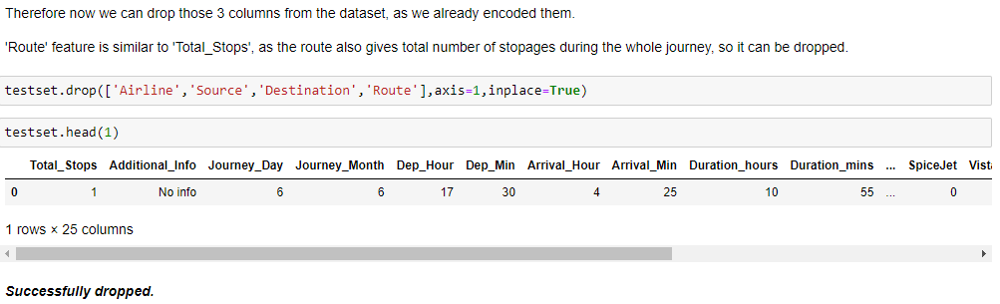 Therefore now we can drop those 3 columns from the dataset, as we already encoded them.
'Route' feature is similar to 'Total_Stops', as the route also gives total number of stopages during the whole journey, so it can be dropped.
testset.drop(['Airline','Source','Destination','Route'],axis=1,inplace=True)
testset.head(1)
Total_Stops Additional_Info Journey_Day Journey_Month Dep_Hour Dep_Min Arrival_Hour Arrival_Min Duration_hours Duration_mins ... SpiceJet Vista
0 1 No info 6 6 17 30 4 25 10 55 ... 0
1 rows × 25 columns
Successfully dropped.